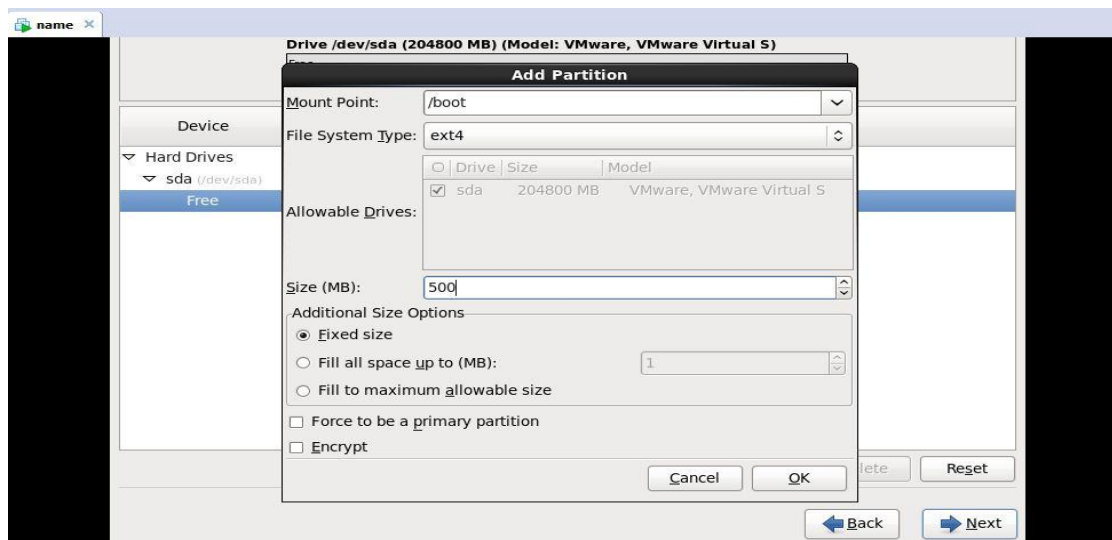 name ×
Drive /dev/sda (204800 MB) (Model: VMware, VMware Virtual S)
Add Partition
Mount Point: /boot
Device
File System Type: ext4
Hard Drives
Drive Size Model
sda (/dev/sda)
sda 204800 MB VMware, VMware Virtual S
Free
Allowable Drives:
Size (MB): 500
Additional Size Options
Fixed size
Fill all space up to (MB): 1
Fill to maximum allowable size
Force to be a primary partition
Encrypt
Cancel OK
lete Reset
Back Next